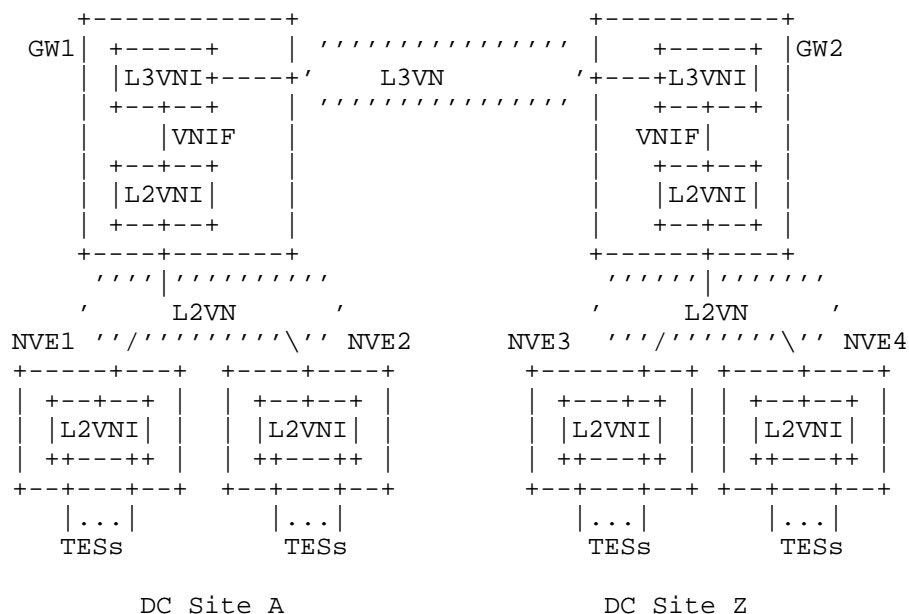 GW1 GW2
L3VNI L3VN L3VNI
VNIF VNIF
L2VNI L2VNI
L2VN L2VN
NVE1 NVE2 NVE3 NVE4
L2VNI L2VNI L2VNI L2VNI
|...| |...| |...| |...|
TESs TESs TESs TESs
DC Site A DC Site Z